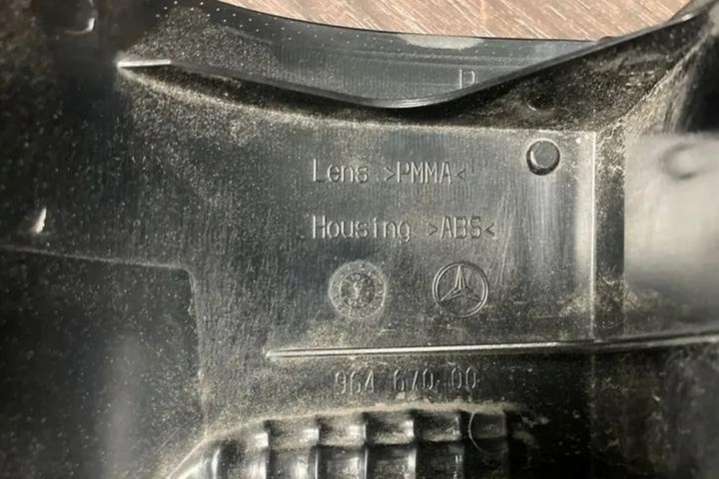 Lens >PMMA<
Housing >ABS<
964 670 00